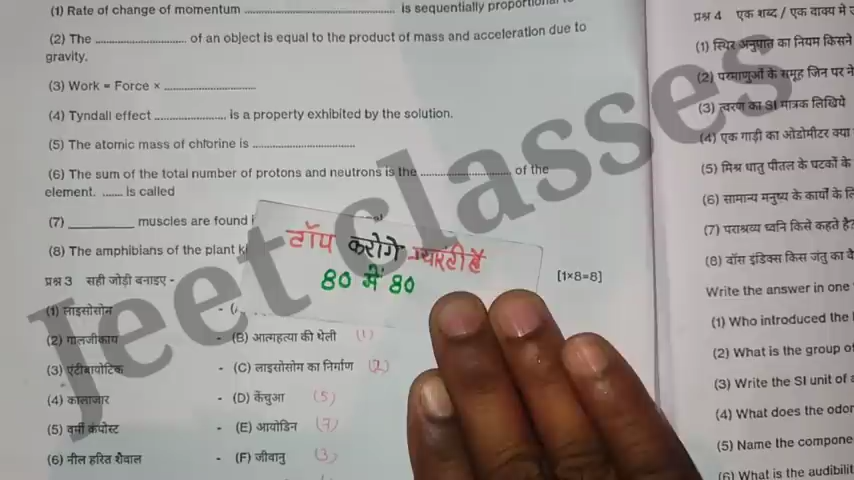 (1) Rate of change of momentum ........ is sequentially proportional to
(2) The ........ of an object is equal to the product of mass and acceleration due to
gravity.
(3) Work = Force × ........
(4) Tyndall effect ........ is a property exhibited by the solution.
(5) The atomic mass of chlorine is ........
(6) The sum of the total number of protons and neutrons is the ........ of the
element. ...... Is called
(7) ________ muscles are found
(8) The amphibians of the plant
[1×8=8]
टॉप करोगे ग्यारंटी है
80 में 80
प्रश्न 3 सही जोड़ी बनाइए -
(1) लाइसोसोम
(2) गाल्जीकाय - (B) आत्महत्या की थैली (1)
(3) एंटीबायोटिक - (C) लाइसोसोम का निर्माण (2)
(4) कालाजार - (D) केंचुआ (5)
(5) वर्मी कंपोस्ट - (E) आयोडिन (7)
(6) नील हरित शैवाल - (F) जीवानु (3)
प्रश्न 4 एक शब्द / एक वाक्य में
(1) स्थिर अनुपात का नियम किसने
(2) परमाणुओं के समूह जिन पर ने
(3) त्वरण का SI मात्रक लिखिये
(4) एक गाड़ी का ओडोमीटर क्या
(5) मिश्र धातु पीतल के घटकों के
(6) सामान्य मनुष्य के कानों के लि
(7) पराश्रव्य ध्वनि किसे कहते है?
(8) वॉस इंडिक्स किस जंतु का वै
Write the answer in one
(1) Who introduced the
(2) What is the group of
(3) Write the SI unit of a
(4) What does the odor
(5) Name the compone
(6) What is the audibilit
Jeet classes